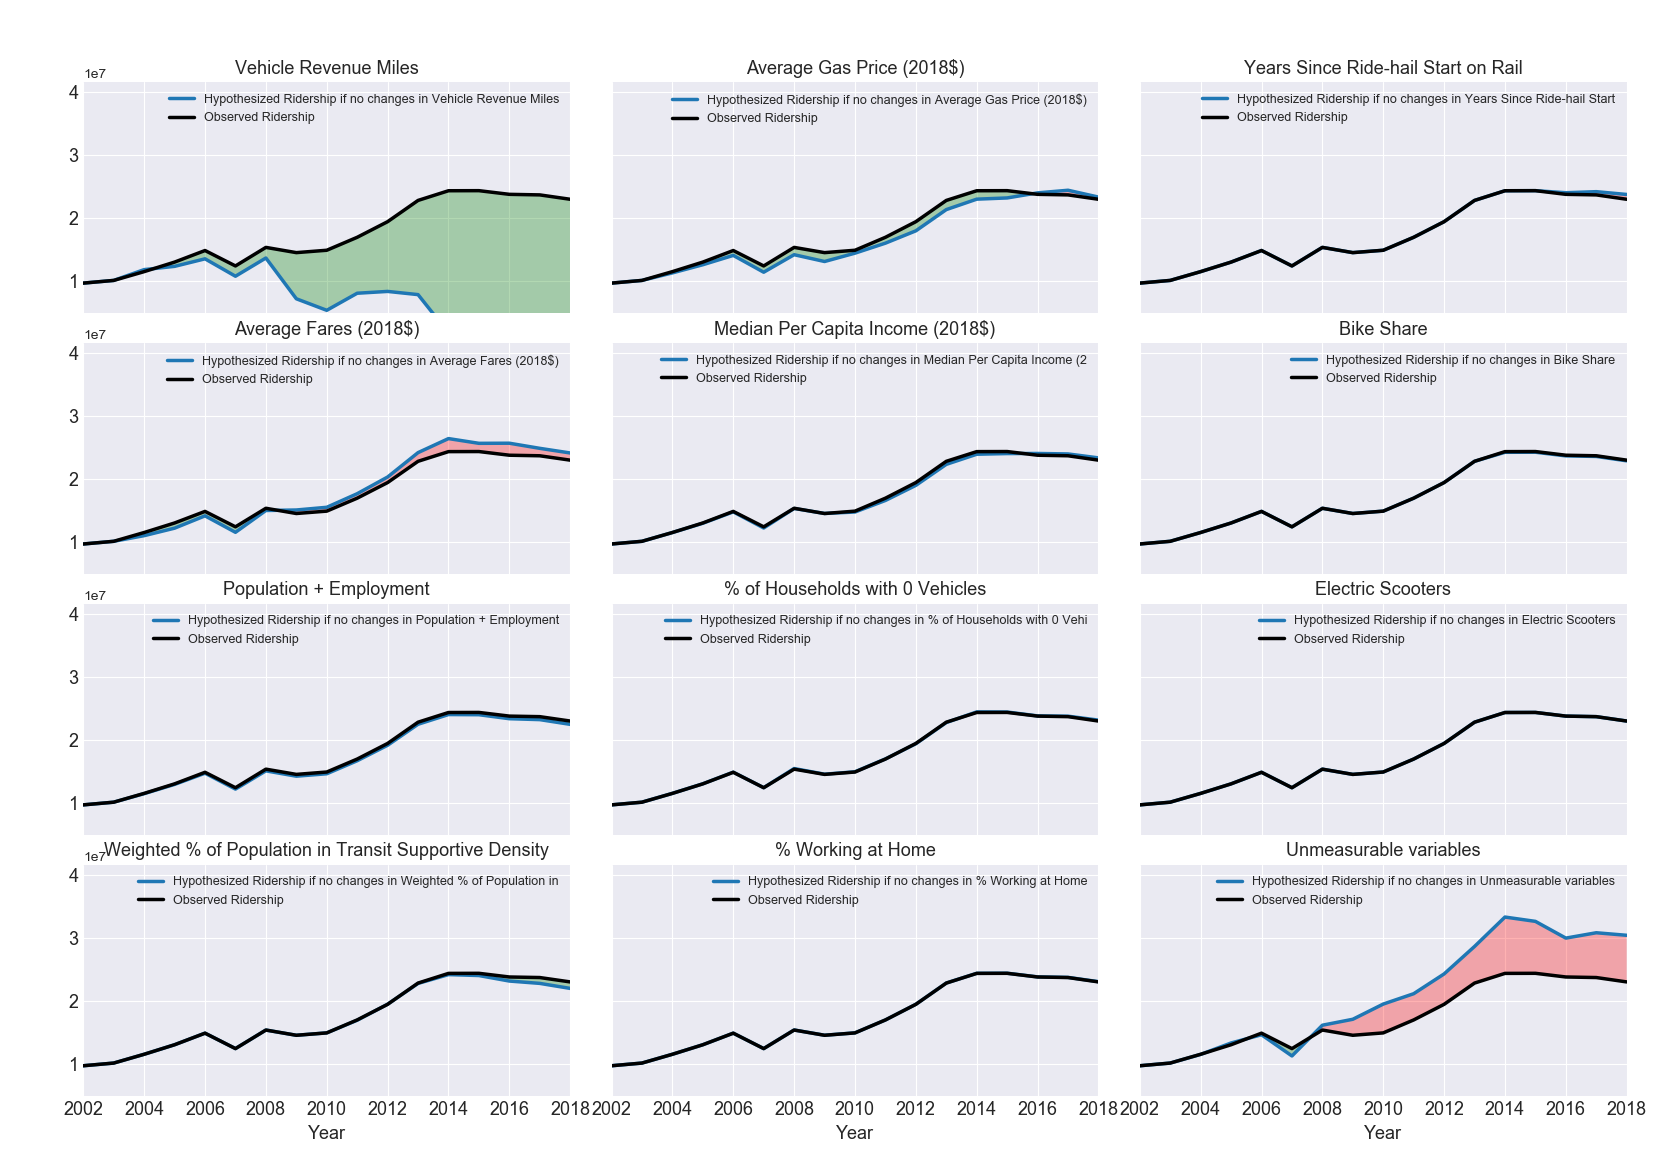 Vehicle Revenue Miles
1e7
Hypothesized Ridership if no changes in Vehicle Revenue Miles
Observed Ridership
4
3
2
1
Average Gas Price (2018$)
Hypothesized Ridership if no changes in Average Gas Price (2018$)
Observed Ridership
Years Since Ride-hail Start on Rail
Hypothesized Ridership if no changes in Years Since Ride-hail Start
Observed Ridership
Average Fares (2018$)
1e7
Hypothesized Ridership if no changes in Average Fares (2018$)
Observed Ridership
4
3
2
1
Median Per Capita Income (2018$)
Hypothesized Ridership if no changes in Median Per Capita Income (2
Observed Ridership
Bike Share
Hypothesized Ridership if no changes in Bike Share
Observed Ridership
Population + Employment
1e7
Hypothesized Ridership if no changes in Population + Employment
Observed Ridership
4
3
2
1
% of Households with 0 Vehicles
Hypothesized Ridership if no changes in % of Households with 0 Vehi
Observed Ridership
Electric Scooters
Hypothesized Ridership if no changes in Electric Scooters
Observed Ridership
Weighted % of Population in Transit Supportive Density
1e7
Hypothesized Ridership if no changes in Weighted % of Population in
Observed Ridership
4
3
2
1
2002 2004 2006 2008 2010 2012 2014 2016 2018
Year
% Working at Home
Hypothesized Ridership if no changes in % Working at Home
Observed Ridership
2002 2004 2006 2008 2010 2012 2014 2016 2018
Year
Unmeasurable variables
Hypothesized Ridership if no changes in Unmeasurable variables
Observed Ridership
2002 2004 2006 2008 2010 2012 2014 2016 2018
Year